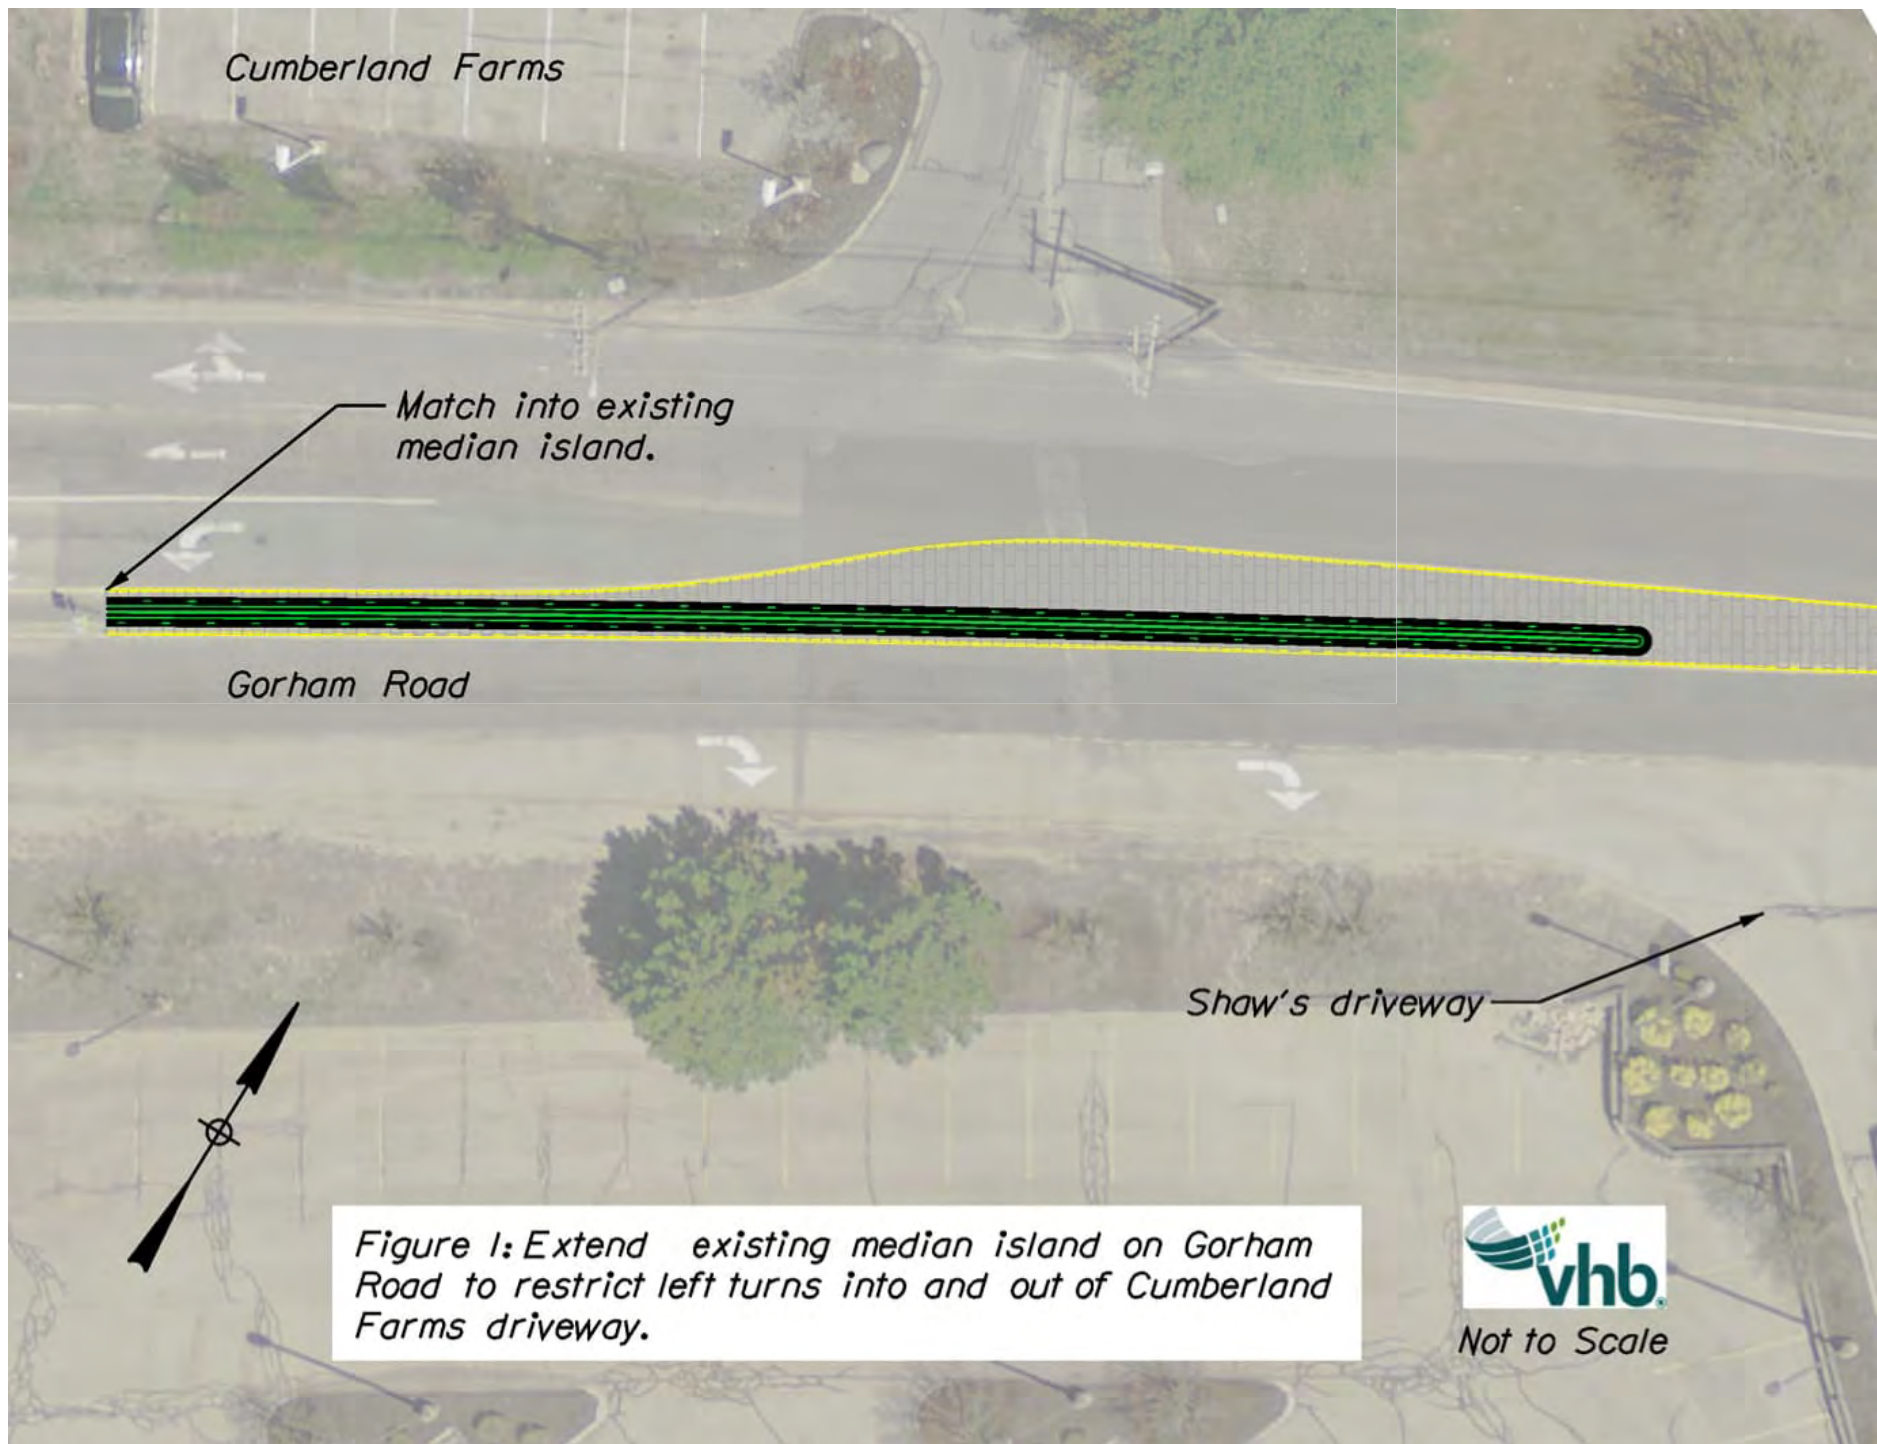 Cumberland Farms
Match into existing
median island.
Gorham Road
Shaw's driveway
Figure 1: Extend existing median island on Gorham
Road to restrict left turns into and out of Cumberland
Farms driveway.
vhb
Not to Scale